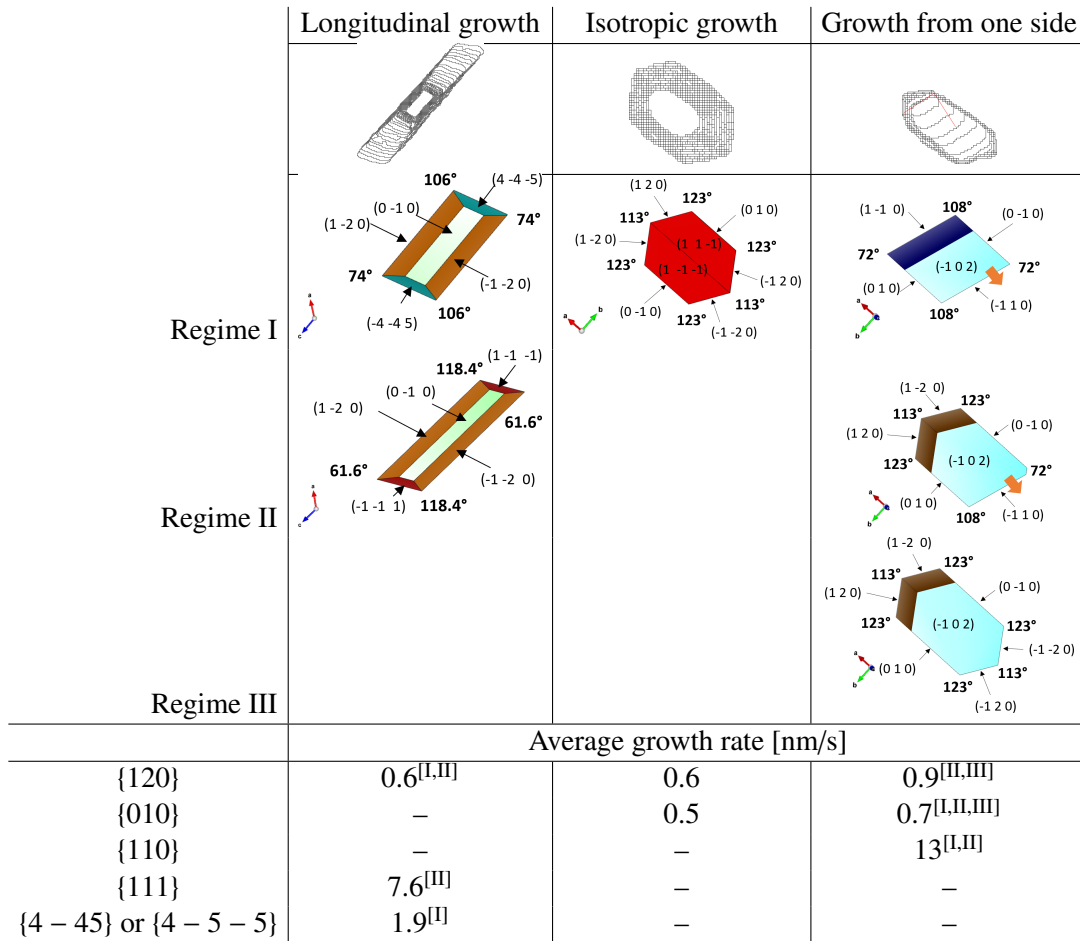 Longitudinal growth Isotropic growth Growth from one side
Regime I
106°
(4 -4 -5)
(0 -1 0)
74°
(1 -2 0)
74°
(-1 -2 0)
(-4 -4 5)
106°
a
c
(1 2 0)
123°
113°
(0 1 0)
(1 -2 0)
(1 1 -1)
123°
123°
(1 -1 -1)
(-1 2 0)
113°
(0 -1 0)
123°
(-1 -2 0)
a
b
108°
(1 -1 0)
(0 -1 0)
72°
(-1 0 2)
72°
(0 1 0)
(-1 1 0)
108°
a
b
Regime II
118.4°
(1 -1 -1)
(0 -1 0)
(1 -2 0)
61.6°
61.6°
(-1 -2 0)
(-1 -1 1)
118.4°
a
c
(1 -2 0)
123°
113°
(0 -1 0)
(1 2 0)
(-1 0 2)
123°
72°
(0 1 0)
(-1 1 0)
108°
a
b
Regime III
(1 -2 0)
123°
113°
(0 -1 0)
(1 2 0)
(-1 0 2)
123°
123°
(-1 -2 0)
(0 1 0)
113°
123°
(-1 2 0)
a
b
Average growth rate [nm/s]
{120} 0.6[I,II] 0.6 0.9[II,III]
{010} – 0.5 0.7[I,II,III]
{110} – – 13[I,II]
{111} 7.6[II] – –
{4 − 45} or {4 − 5 − 5} 1.9[I] – –